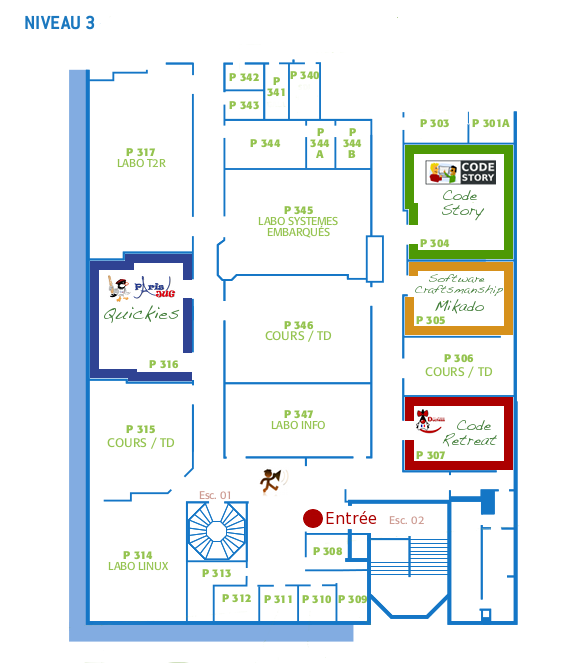 NIVEAU 3
P 342
P 341
P 340
P 343
P 303
P 301A
P 344
P 344 A
P 344 B
P 317
LABO T2R
CODE STORY
Code
Story
P 304
P 345
LABO SYSTEMES
EMBARQUÉS
Paris JUG
Quickies
P 316
Software
Craftsmanship
Mikado
P 305
P 346
COURS / TD
P 306
COURS / TD
P 347
LABO INFO
P 315
COURS / TD
Code
Retreat
P 307
Esc. 01
Entrée
Esc. 02
P 314
LABO LINUX
P 308
P 313
P 312
P 311
P 310
P 309